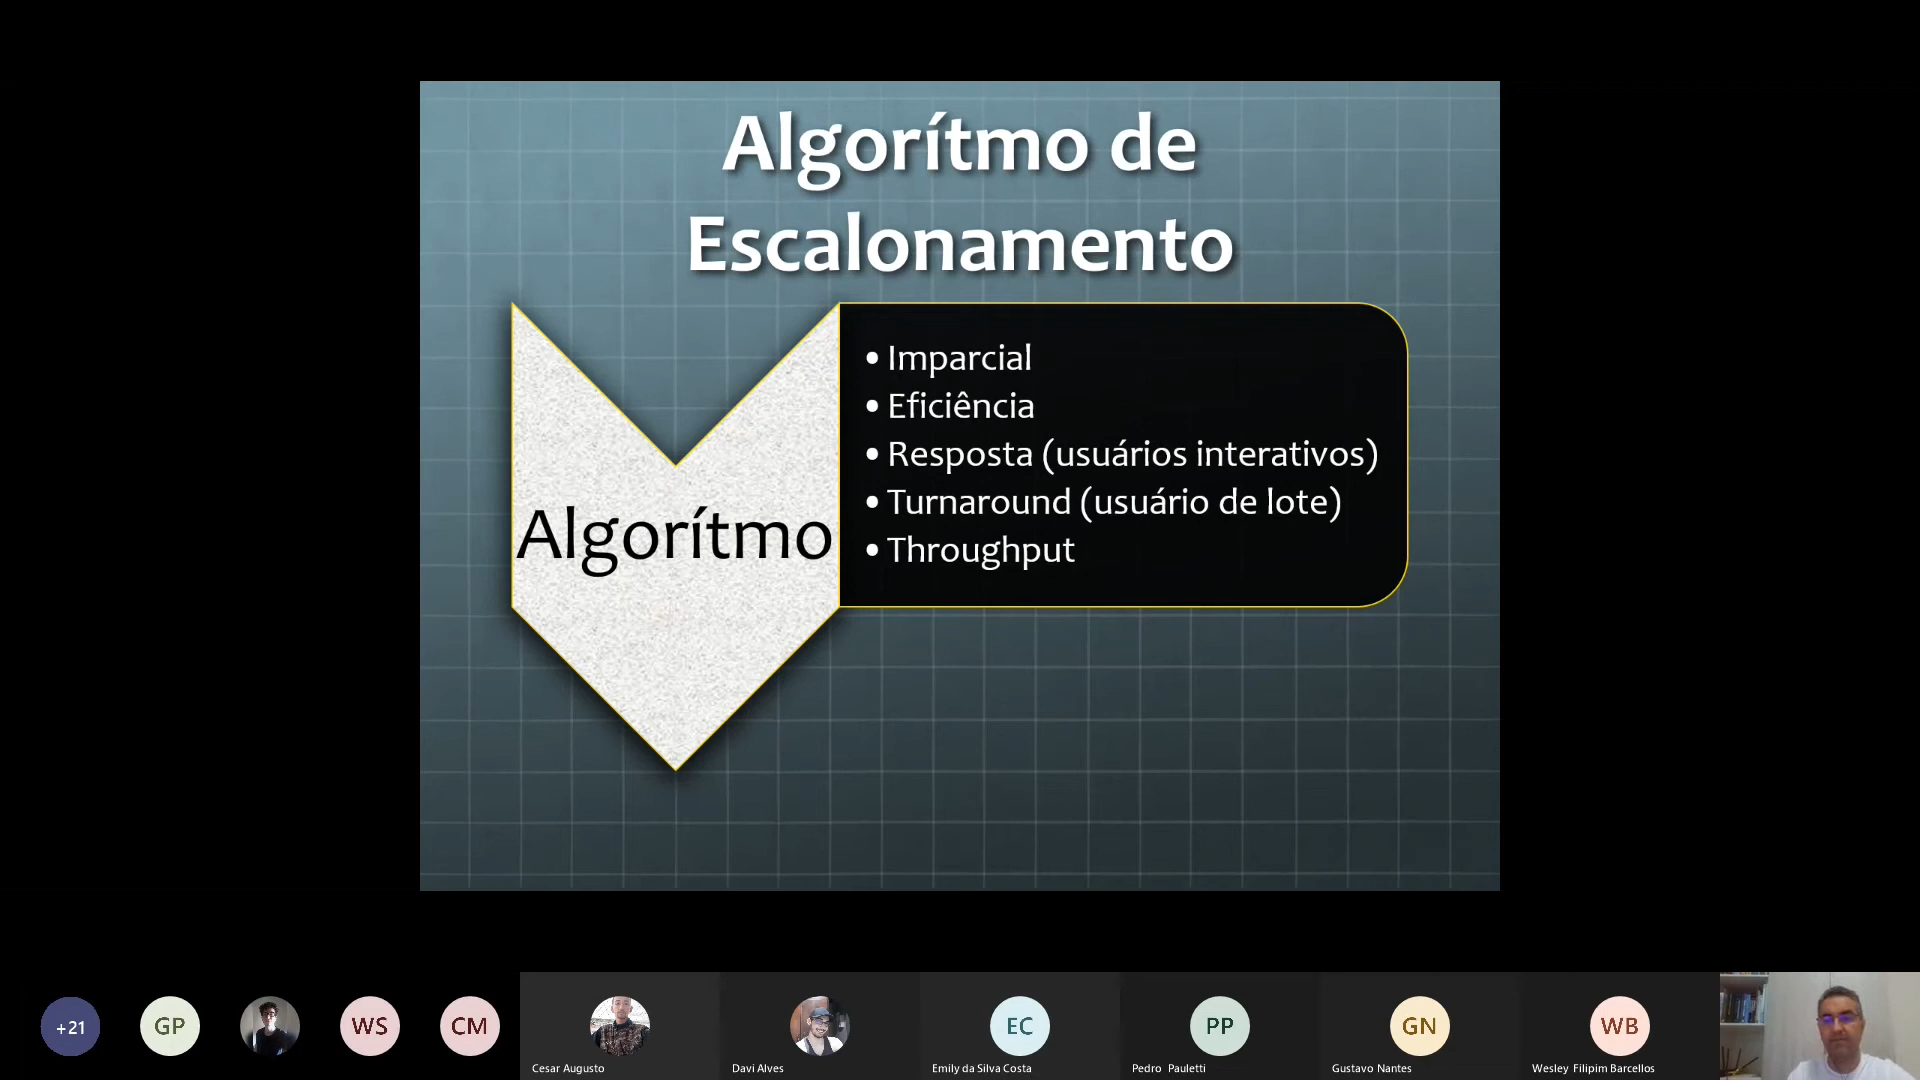 Algorítmo de
Escalonamento
Algorítmo
• Imparcial
• Eficiência
• Resposta (usuários interativos)
• Turnaround (usuário de lote)
• Throughput
+21
GP
WS
CM
Cesar Augusto
Davi Alves
EC
Emily da Silva Costa
PP
Pedro Pauletti
GN
Gustavo Nantes
WB
Wesley Filipim Barcellos